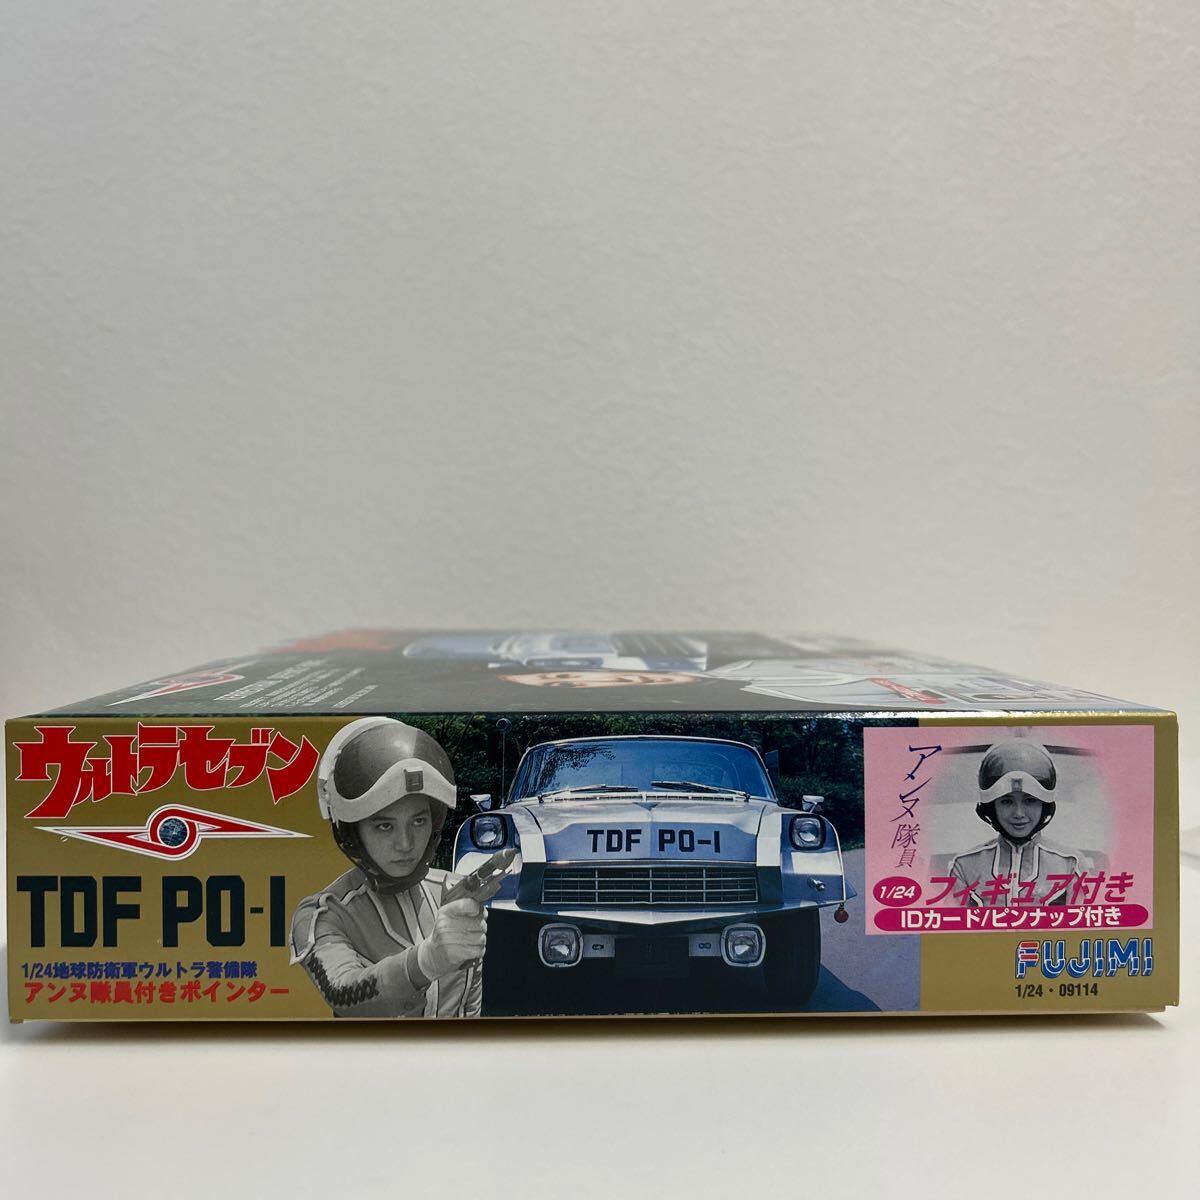 ウルトラセブン
TDF PO-1
1/24地球防衛軍ウルトラ警備隊
アンヌ隊員付きポインター
TDF PO-1
アンヌ隊員
1/24 フィギュア付き
IDカード/ピンナップ付き
FUJIMI
1/24・09114